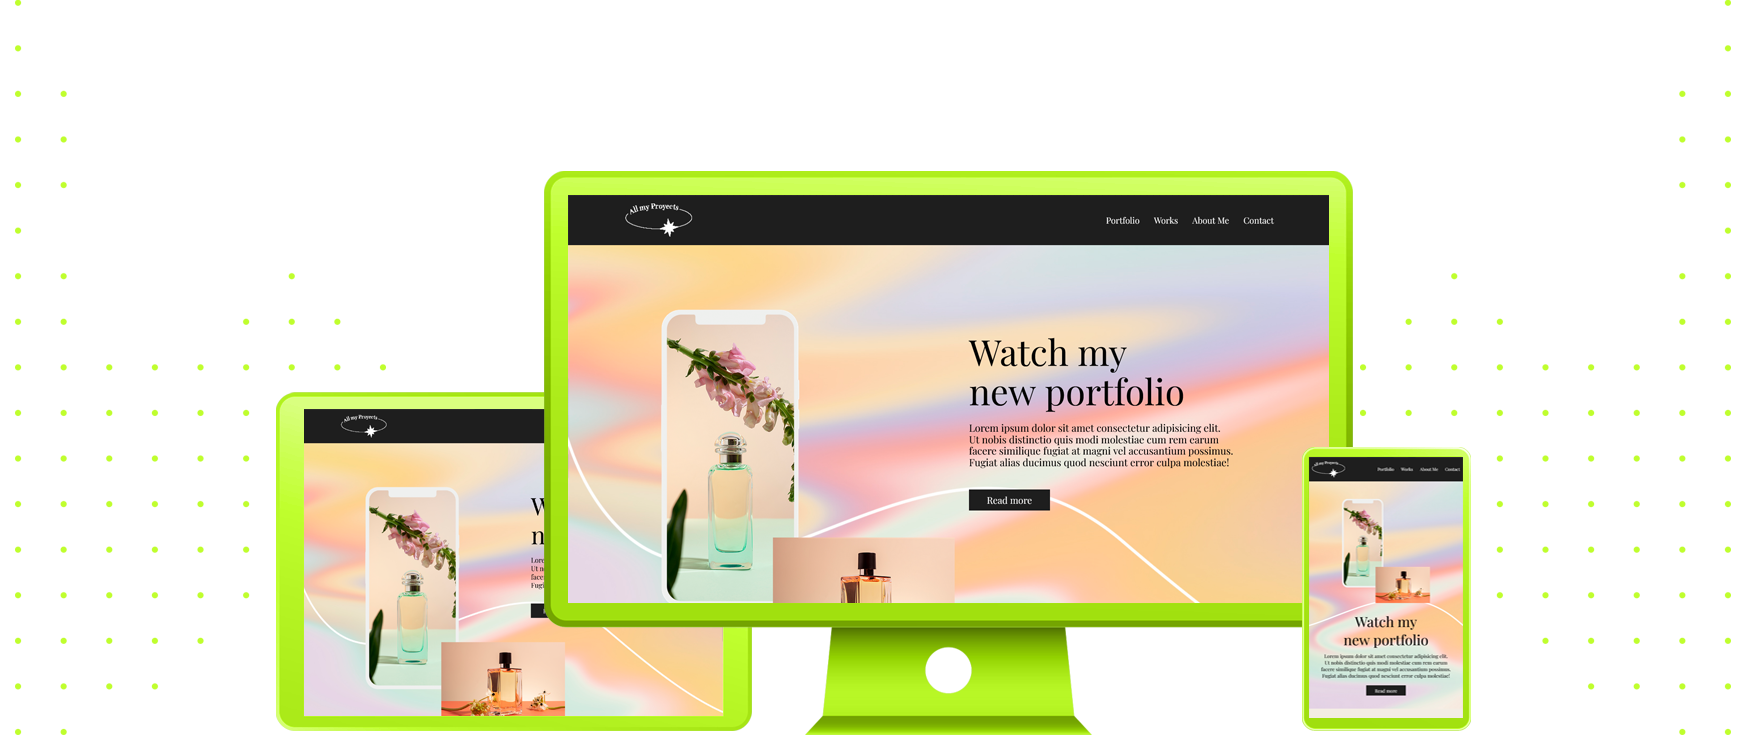 All my Proyects
Portfolio Works About Me Contact
Watch my
new portfolio
Lorem ipsum dolor sit amet consectetur adipisicing elit.
Ut nobis distinctio quis modi molestiae cum rem earum
facere similique fugiat at magni vel accusantium possimus.
Fugiat alias ducimus quod nesciunt error culpa molestiae!
Read more
All my Proyects
W
n
Lore
Ut n
face
Fugi
All my Proyects
Portfolio Works About Me Contact
Watch my
new portfolio
Lorem ipsum dolor sit amet consectetur adipisicing elit.
Ut nobis distinctio quis modi molestiae cum rem earum
facere similique fugiat at magni vel accusantium possimus.
Fugiat alias ducimus quod nesciunt error culpa molestiae!
Read more